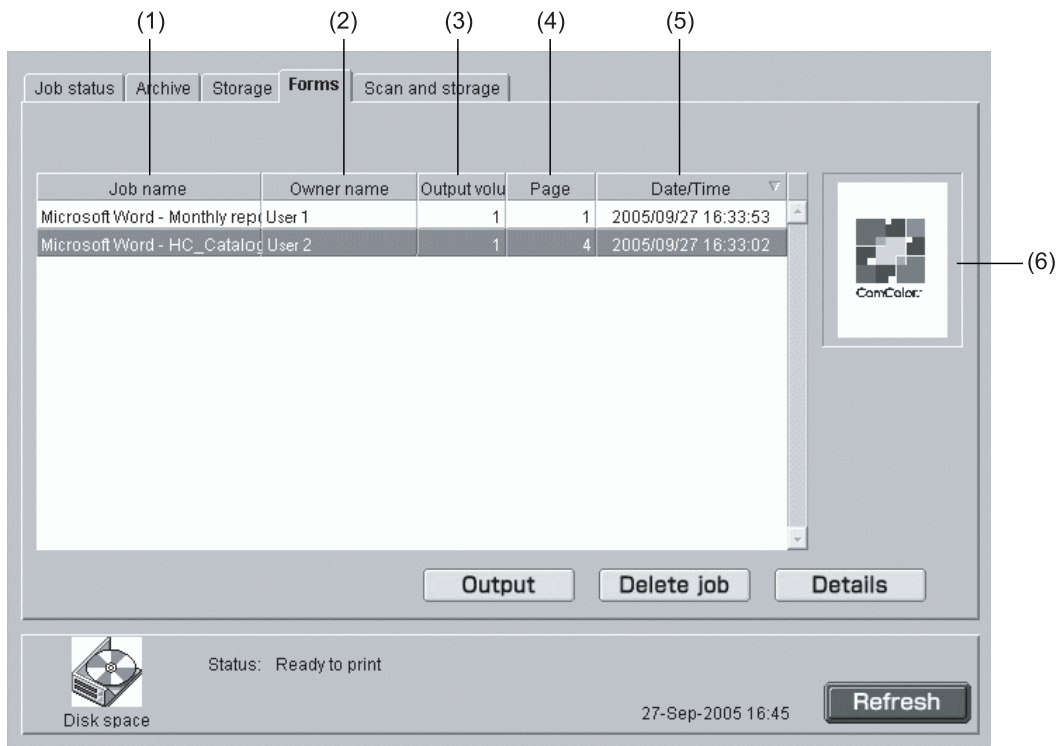 (1) (2) (3) (4) (5)
Job status Archive Storage Forms Scan and storage
Job name Owner name Output volu Page Date/Time
Microsoft Word - Monthly repo User 1 1 1 2005/09/27 16:33:53
Microsoft Word - HC_Catalog User 2 1 4 2005/09/27 16:33:02
(6)
ComColor
Output Delete job Details
Status: Ready to print
Disk space
27-Sep-2005 16:45
Refresh